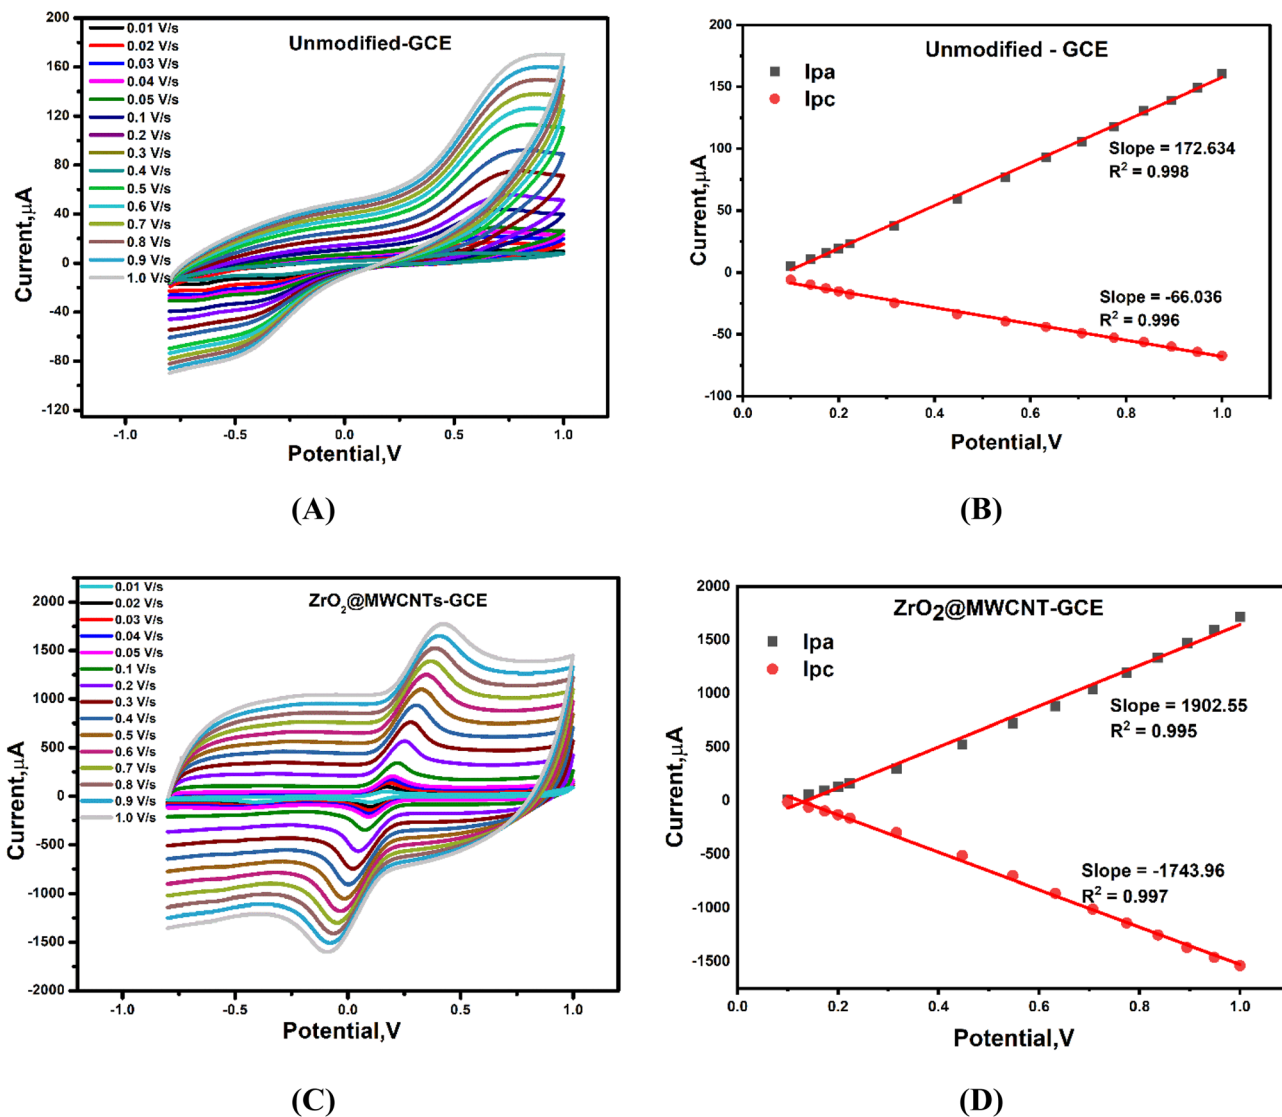 Unmodified-GCE
0.01 V/s
0.02 V/s
0.03 V/s
0.04 V/s
0.05 V/s
0.1 V/s
0.2 V/s
0.3 V/s
0.4 V/s
0.5 V/s
0.6 V/s
0.7 V/s
0.8 V/s
0.9 V/s
1.0 V/s
200
160
120
80
40
0
-40
-80
-120
Current,µA
-1.0
-0.5
0.0
0.5
1.0
Potential,V
(A)
Unmodified - GCE
Ipa
Ipc
Slope = 172.634
R² = 0.998
Slope = -66.036
R² = 0.996
200
150
100
50
0
-50
-100
Current,µA
0.0
0.2
0.4
0.6
0.8
1.0
Potential,V
(B)
ZrO₂@MWCNTs-GCE
0.01 V/s
0.02 V/s
0.03 V/s
0.04 V/s
0.05 V/s
0.1 V/s
0.2 V/s
0.3 V/s
0.4 V/s
0.5 V/s
0.6 V/s
0.7 V/s
0.8 V/s
0.9 V/s
1.0 V/s
2000
1500
1000
500
0
-500
-1000
-1500
-2000
Current,µA
-1.0
-0.5
0.0
0.5
1.0
Potential,V
(C)
ZrO₂@MWCNT-GCE
Ipa
Ipc
Slope = 1902.55
R² = 0.995
Slope = -1743.96
R² = 0.997
2000
1500
1000
500
0
-500
-1000
-1500
Current,µA
0.0
0.2
0.4
0.6
0.8
1.0
Potential,V
(D)